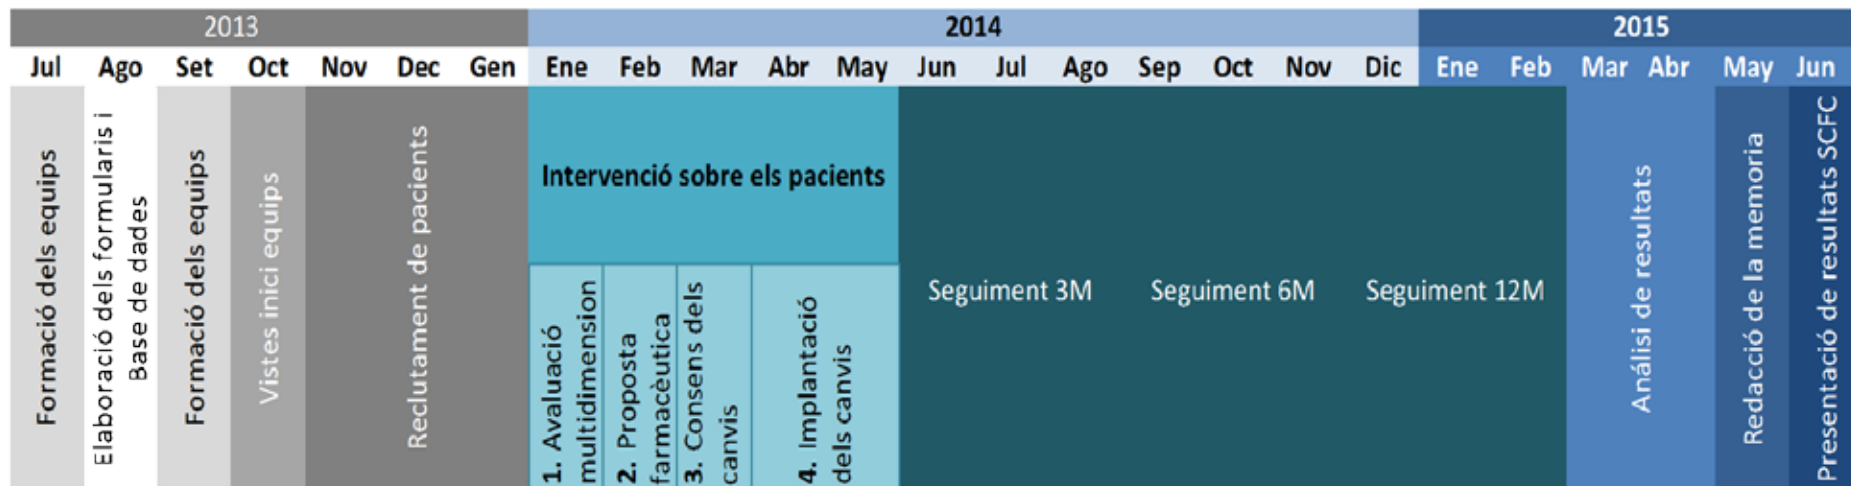 2013 2014 2015
Jul Ago Set Oct Nov Dec Gen Ene Feb Mar Abr May Jun Jul Ago Sep Oct Nov Dic Ene Feb Mar Abr May Jun
Formació dels equips
Elaboració dels formularis i
Base de dades
Formació dels equips
Vistes inici equips
Reclutament de pacients
Intervenció sobre els pacients
1. Avaluació
multidimension
2. Proposta
farmacèutica
3. Consens dels
canvis
4. Implantació
dels canvis
Seguiment 3M
Seguiment 6M
Seguiment 12M
Análisi de resultats
Redacció de la memoria
Presentació de resultats SCFC